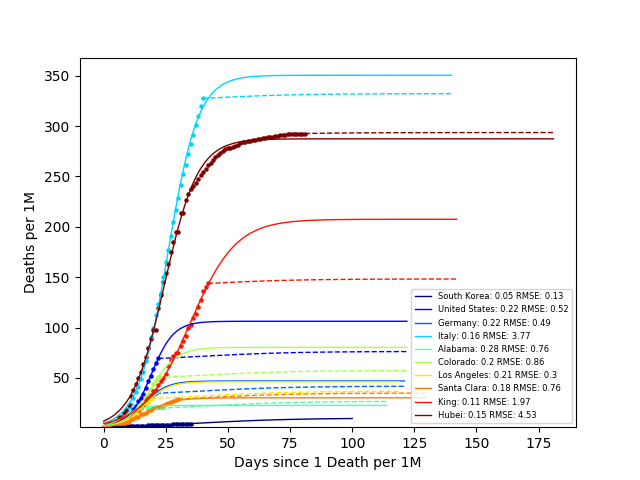 350
300
250
200
150
100
50
Deaths per 1M
0
25
50
75
100
125
150
175
Days since 1 Death per 1M
South Korea: 0.05 RMSE: 0.13
United States: 0.22 RMSE: 0.52
Germany: 0.22 RMSE: 0.49
Italy: 0.16 RMSE: 3.77
Alabama: 0.28 RMSE: 0.76
Colorado: 0.2 RMSE: 0.86
Los Angeles: 0.21 RMSE: 0.3
Santa Clara: 0.18 RMSE: 0.76
King: 0.11 RMSE: 1.97
Hubei: 0.15 RMSE: 4.53